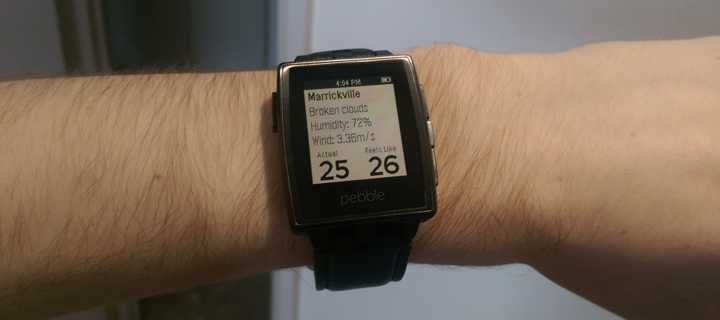 4:04 PM
Marrickville
Broken clouds
Humidity: 72%
Wind: 3.36m/s
Actual Feels Like
25 26
pebble